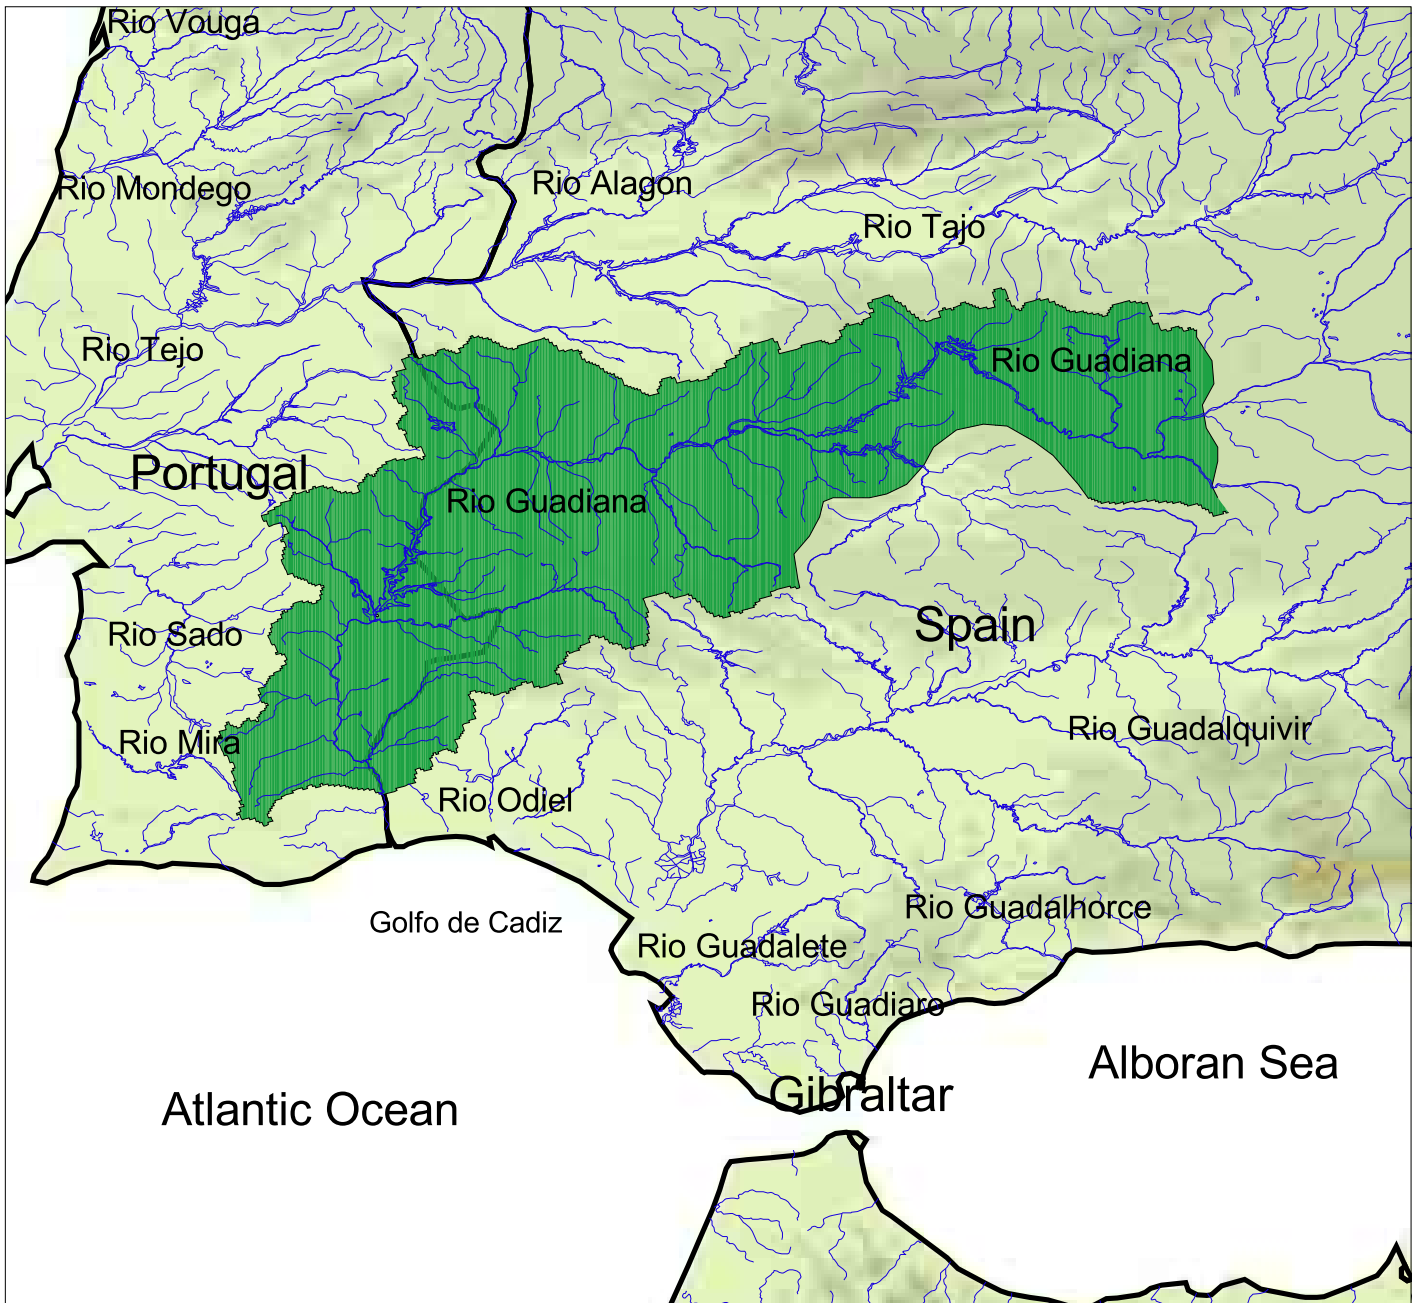 Rio Vouga
Rio Mondego
Rio Alagon
Rio Tajo
Rio Tejo
Rio Guadiana
Portugal
Rio Guadiana
Rio Sado
Spain
Rio Mira
Rio Guadalquivir
Rio Odiel
Golfo de Cadiz
Rio Guadalhorce
Rio Guadalete
Rio Guadiaro
Alboran Sea
Gibraltar
Atlantic Ocean